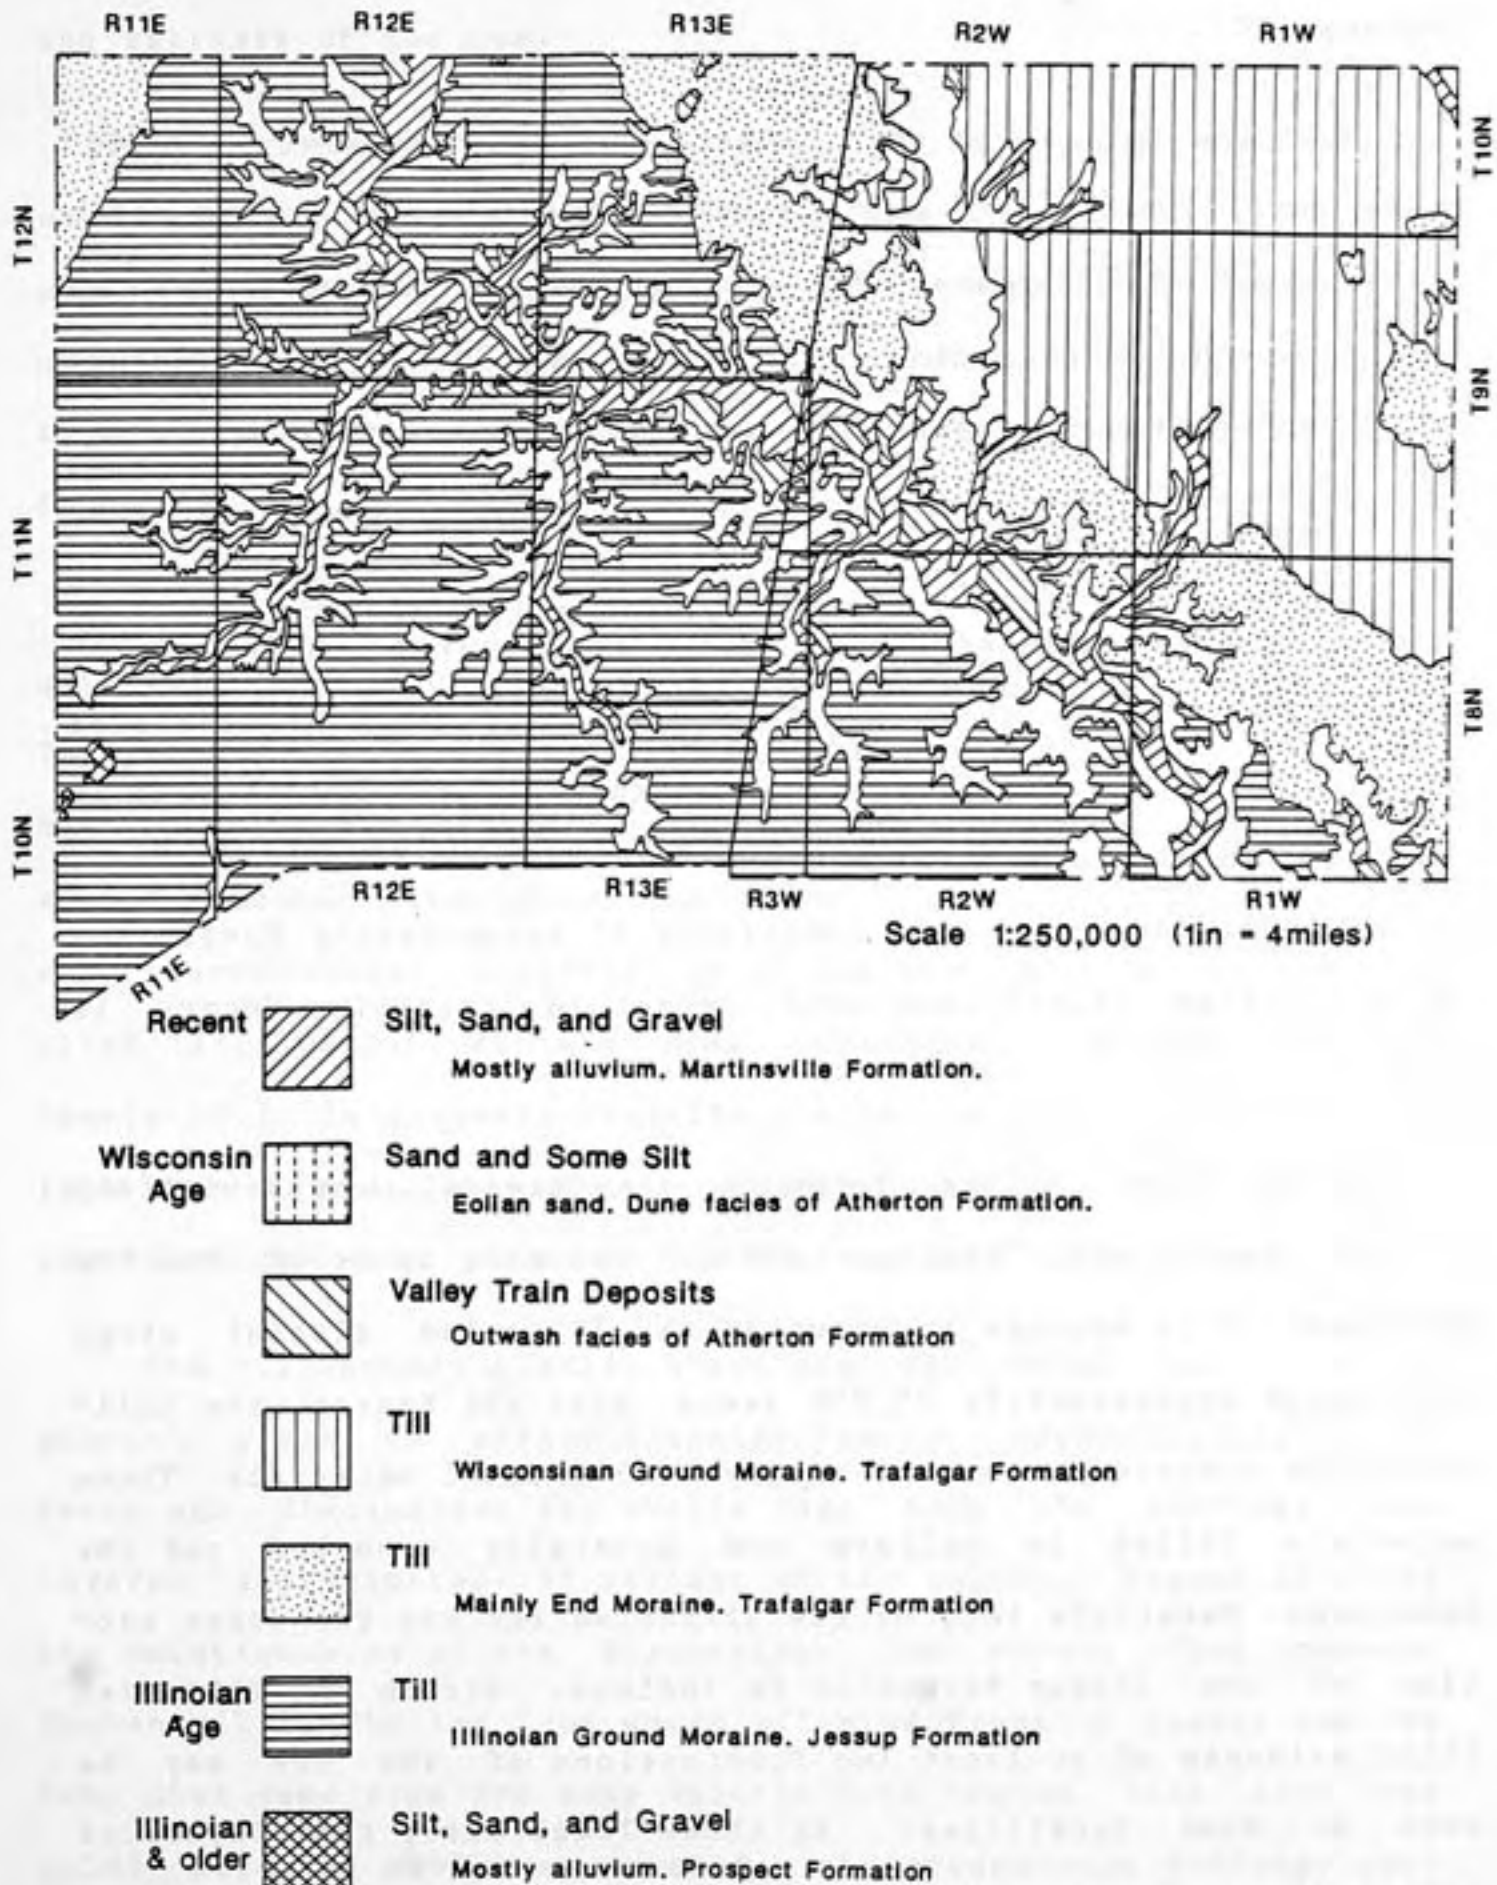 R11E R12E R13E R2W R1W
T10N
T12N
T9N
T11N
T8N
T10N
R12E R13E R3W R2W R1W
Scale 1:250,000 (1in = 4miles)
R11E
Recent Silt, Sand, and Gravel
Mostly alluvium. Martinsville Formation.
Wisconsin Age Sand and Some Silt
Eolian sand. Dune facies of Atherton Formation.
Valley Train Deposits
Outwash facies of Atherton Formation
Till
Wisconsinan Ground Moraine. Trafalgar Formation
Till
Mainly End Moraine. Trafalgar Formation
Illinoian Age Till
Illinoian Ground Moraine. Jessup Formation
Illinoian & older Silt, Sand, and Gravel
Mostly alluvium. Prospect Formation